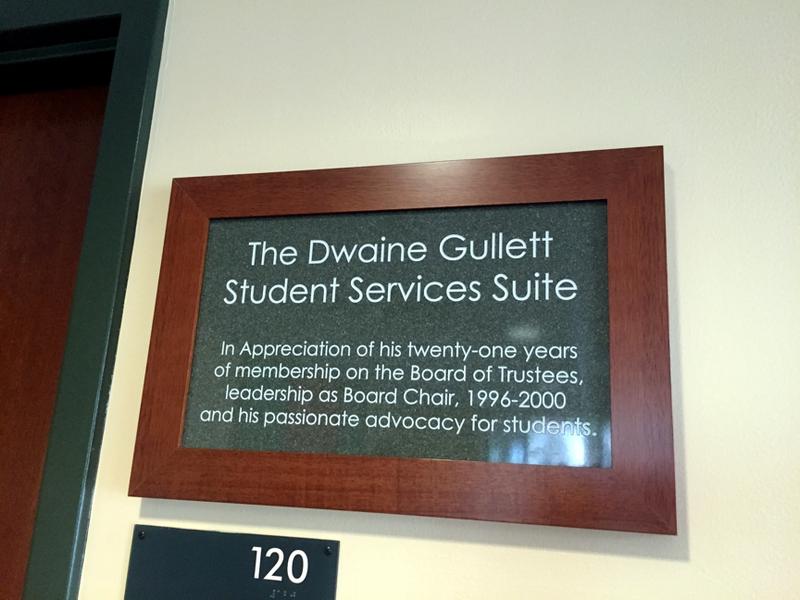 The Dwaine Gullett
Student Services Suite
In Appreciation of his twenty-one years
of membership on the Board of Trustees,
leadership as Board Chair, 1996-2000
and his passionate advocacy for students.
120